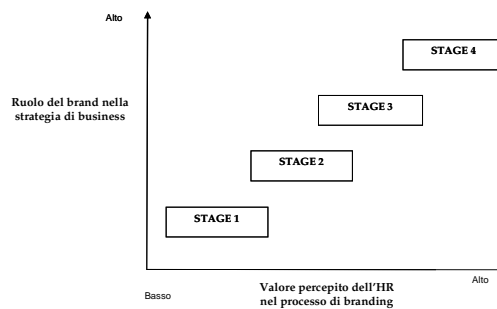 Alto
STAGE 4
Ruolo del brand nella
strategia di business
STAGE 3
STAGE 2
STAGE 1
Basso
Valore percepito dell'HR
nel processo di branding
Alto